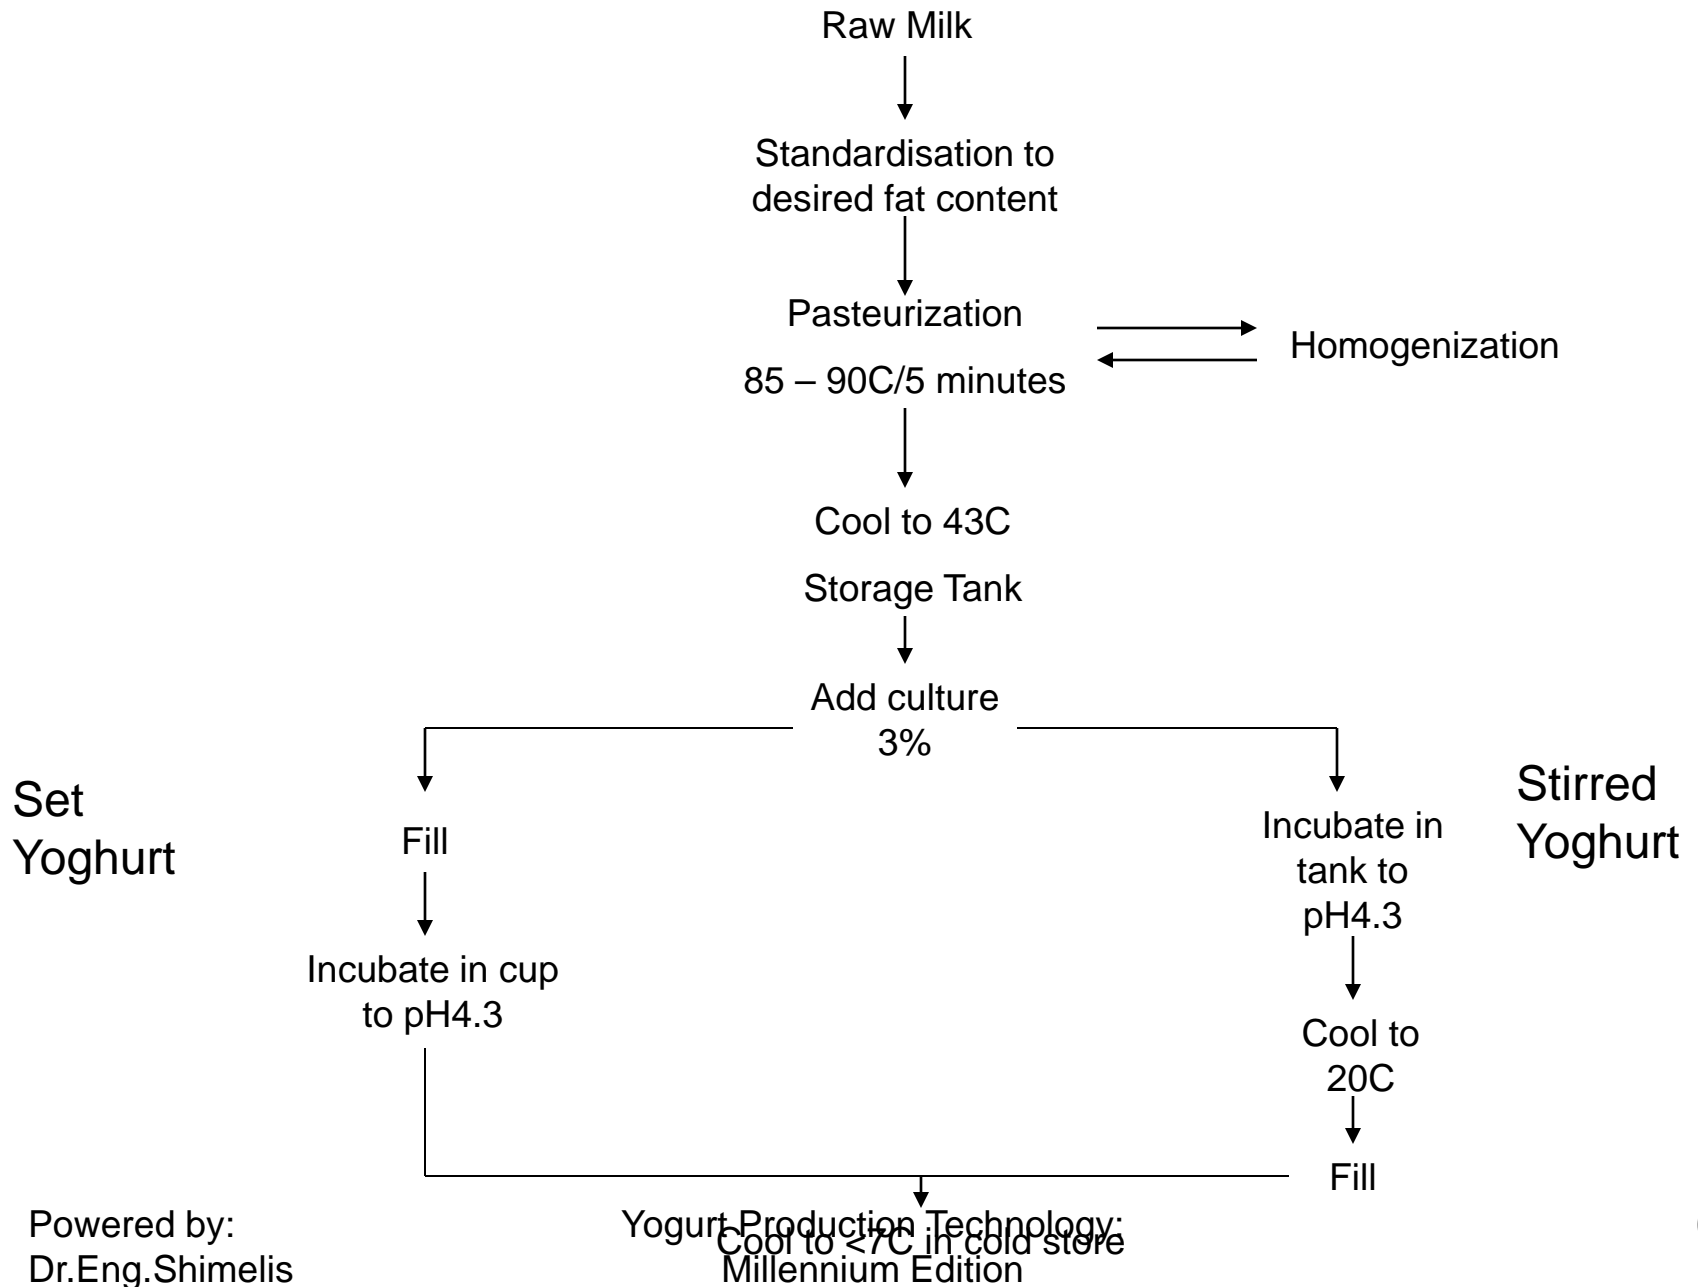 Raw Milk
Standardisation to
desired fat content
Pasteurization
85 – 90C/5 minutes
Homogenization
Cool to 43C
Storage Tank
Add culture
3%
Set
Yoghurt
Fill
Incubate in cup
to pH4.3
Stirred
Yoghurt
Incubate in
tank to
pH4.3
Cool to
20C
Fill
Cool to <7C in cold store
Powered by:
Dr.Eng.Shimelis
Yogurt Production Technology:
Millennium Edition